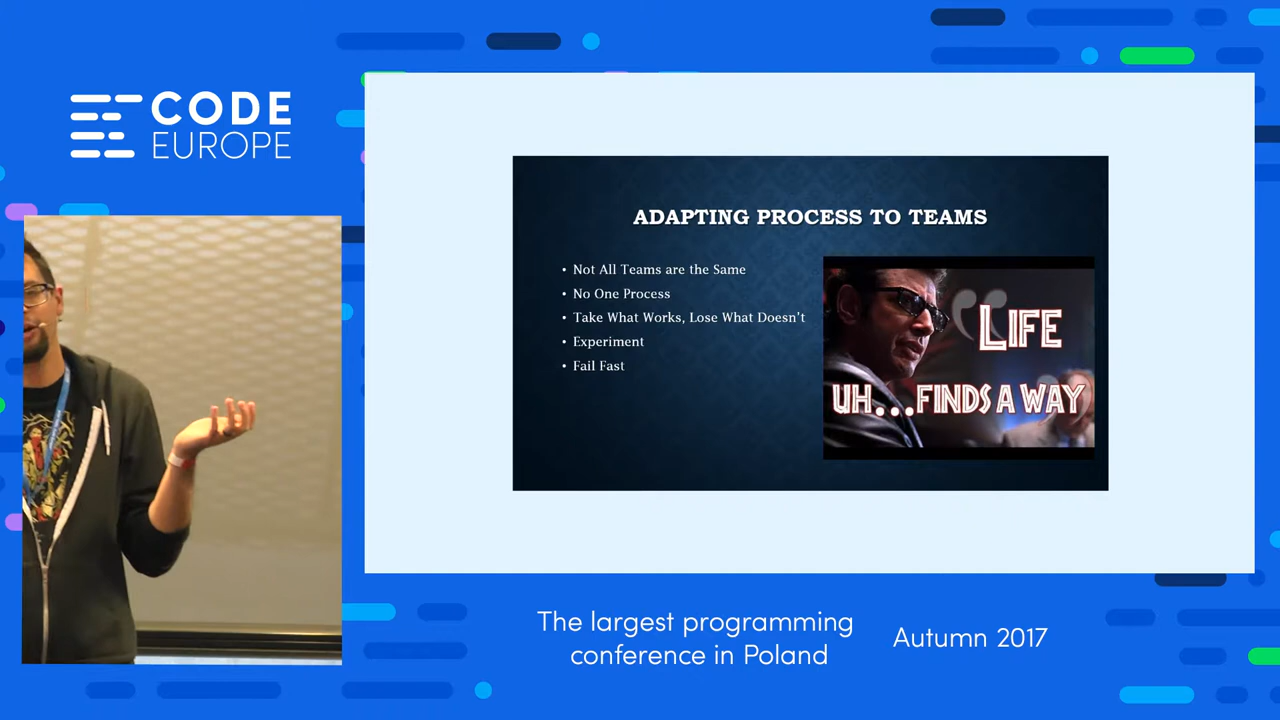 CODE
EUROPE
ADAPTING PROCESS TO TEAMS
• Not All Teams are the Same
• No One Process
• Take What Works, Lose What Doesn't
• Experiment
• Fail Fast
“LIFE
UH...FINDS A WAY
The largest programming
conference in Poland
Autumn 2017